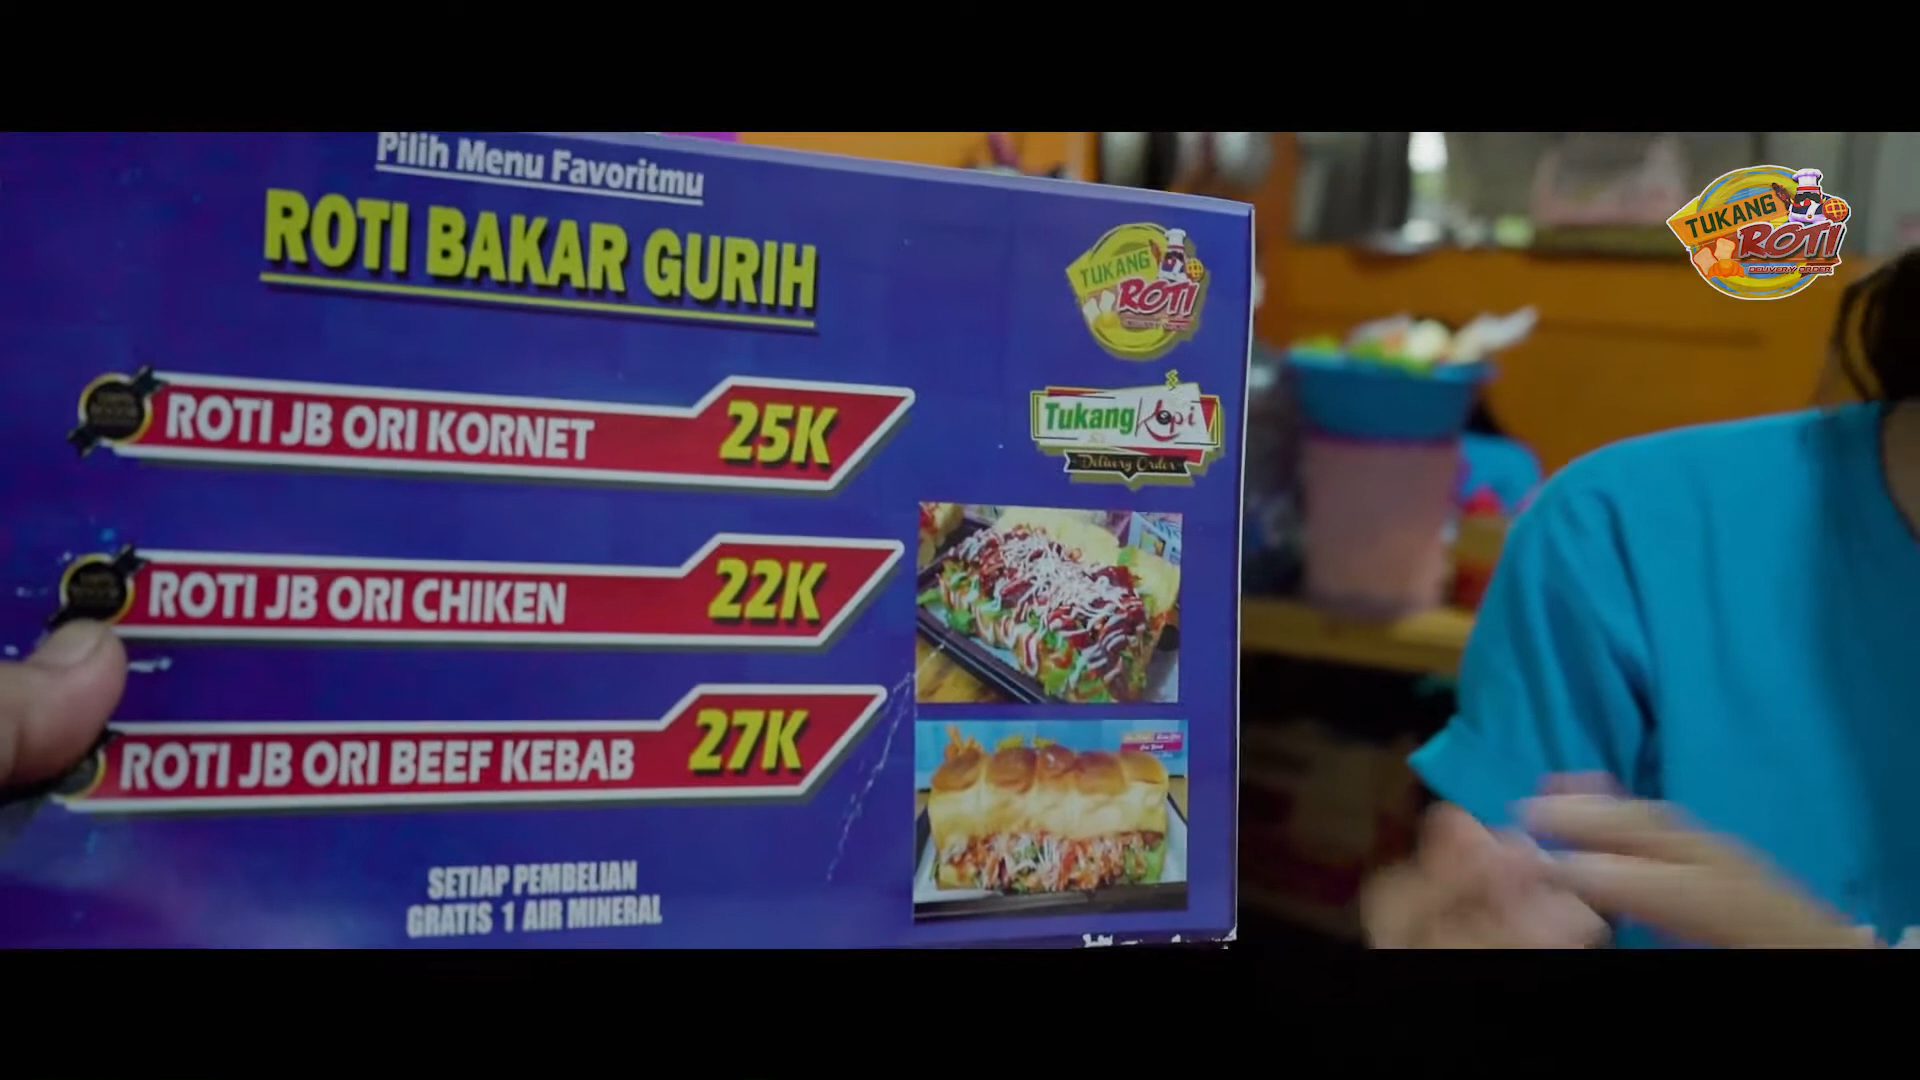 Pilih Menu Favoritmu
ROTI BAKAR GURIH
TUKANG
ROTI
TUKANG
ROTI
DELIVERY ORDER
ROTI JB ORI KORNET 25K
Tukang Kopi
Delivery Order
ROTI JB ORI CHIKEN 22K
ROTI JB ORI BEEF KEBAB 27K
SETIAP PEMBELIAN
GRATIS 1 AIR MINERAL